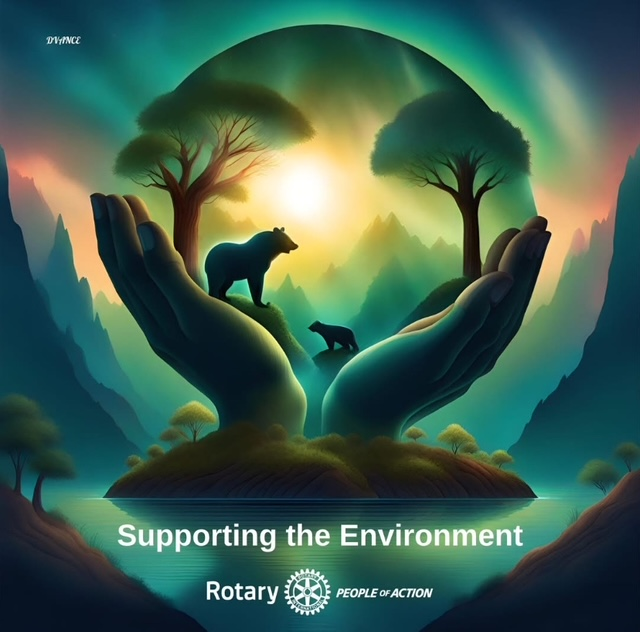 DVANCE
Supporting the Environment
Rotary
PEOPLE OF ACTION